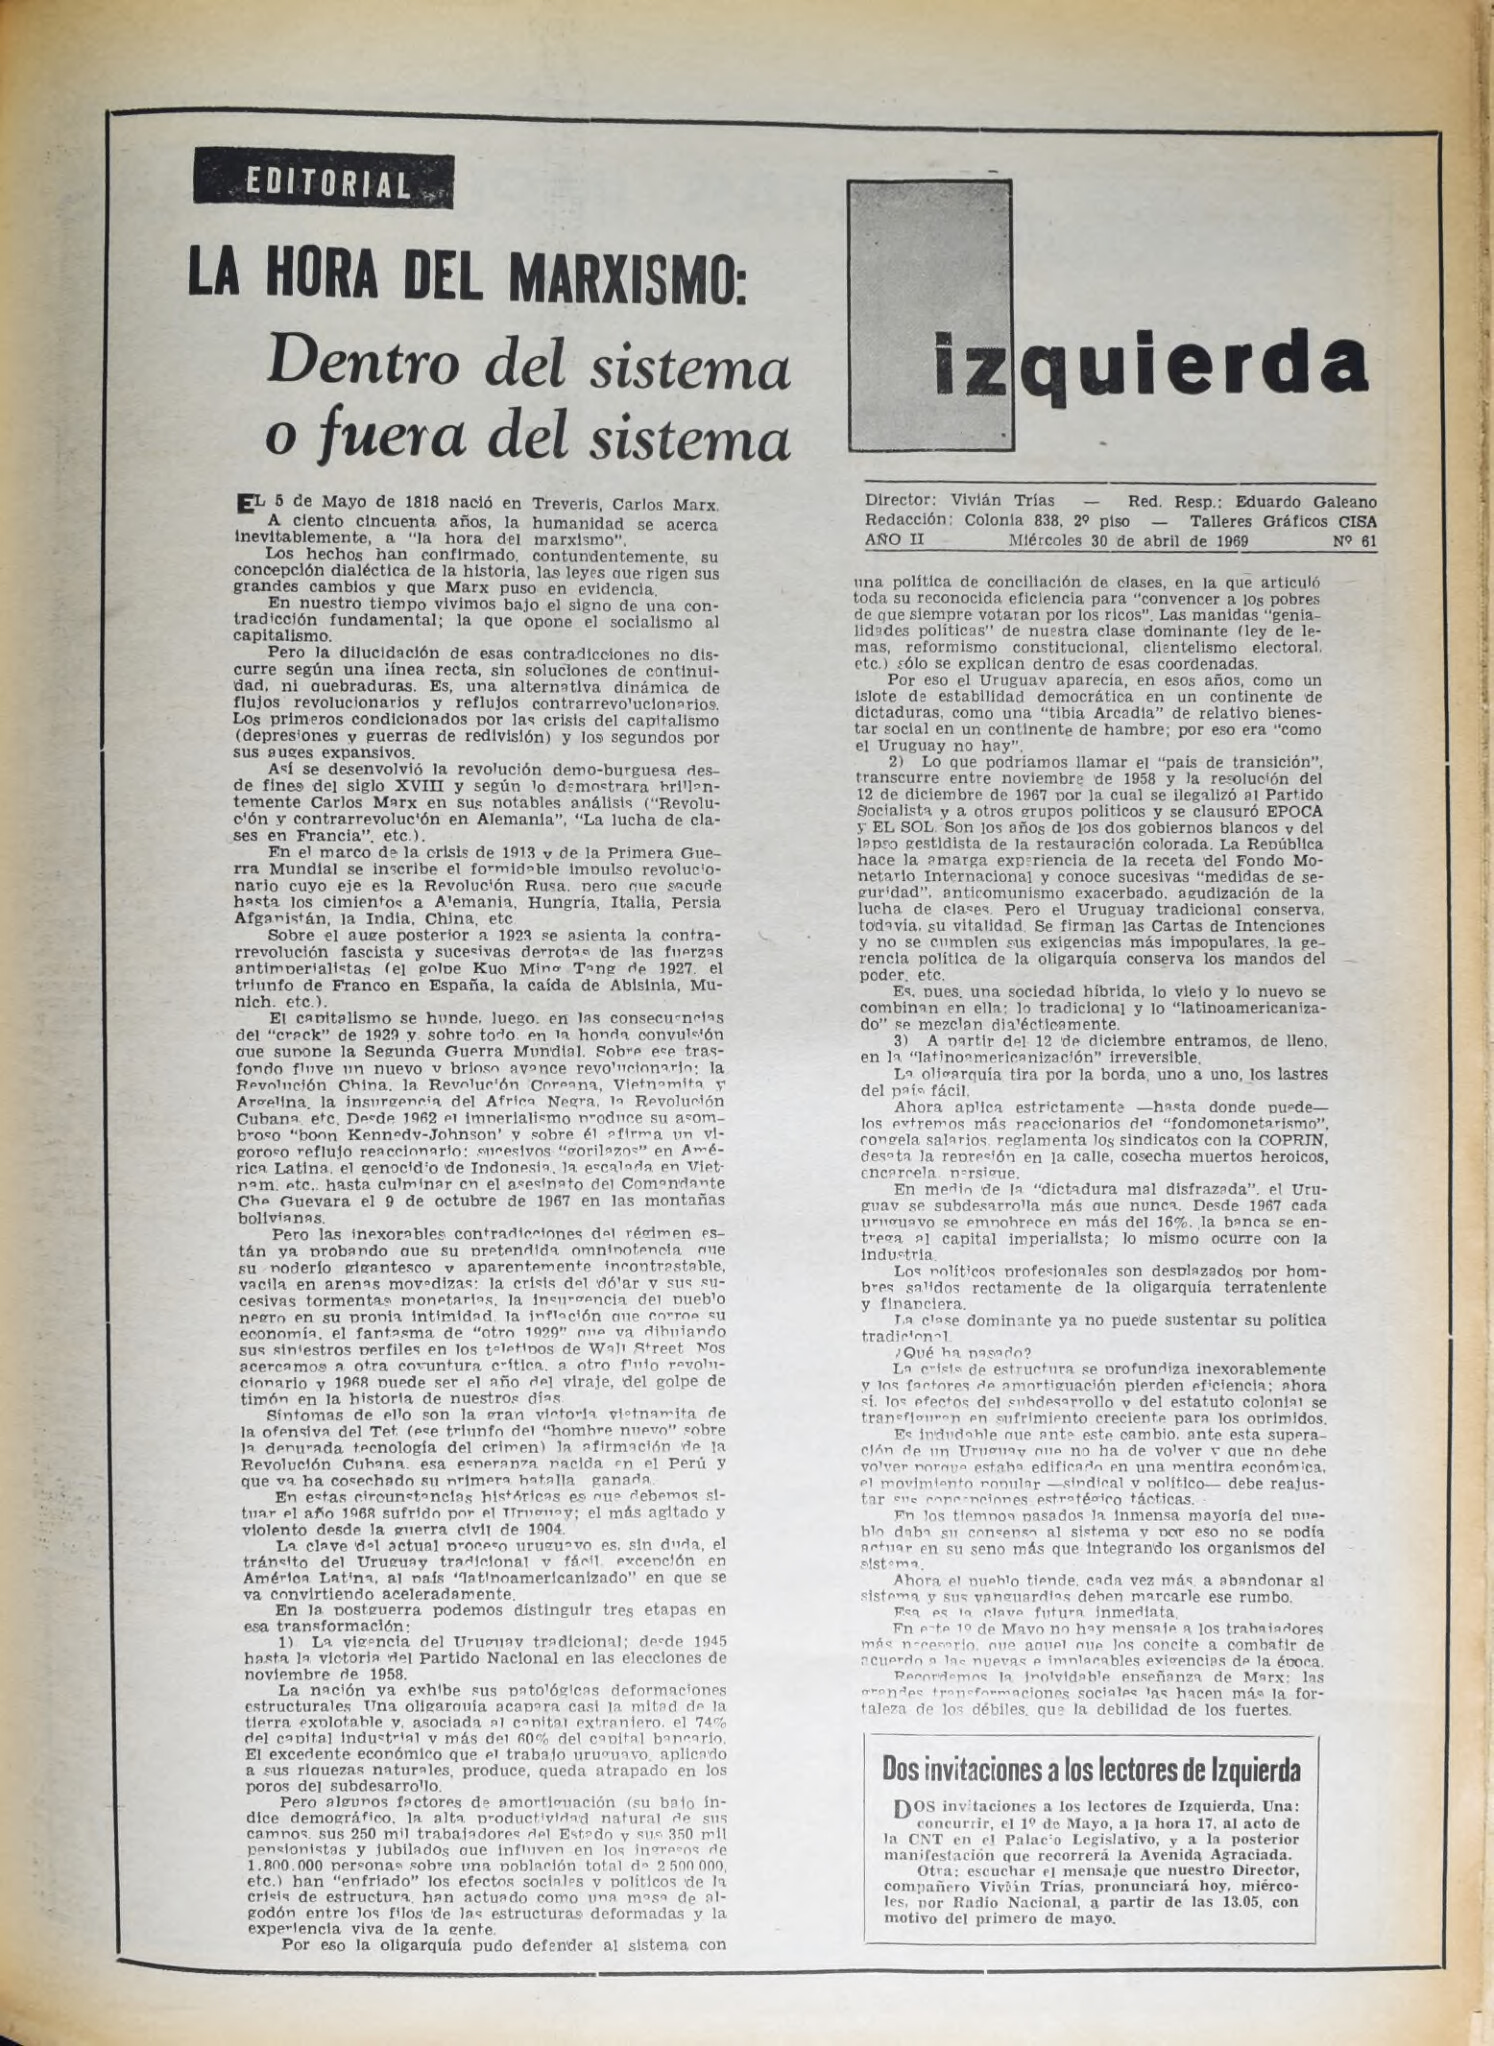 EDITORIAL
LA HORA DEL MARXISMO:
Dentro del sistema
o fuera del sistema
EL 5 de Mayo de 1818 nació en Treveris, Carlos Marx.
A ciento cincuenta años, la humanidad se acerca
inevitablemente, a "la hora del marxismo".
Los hechos han confirmado, contundentemente, su
concepción dialéctica de la historia, las leyes que rigen sus
grandes cambios y que Marx puso en evidencia.
En nuestro tiempo vivimos bajo el signo de una con-
tradicción fundamental; la que opone el socialismo al
capitalismo.
Pero la dilucidación de esas contradicciones no dis-
curre según una línea recta, sin soluciones de continui-
dad, ni quebraduras. Es, una alternativa dinámica de
flujos revolucionarios y reflujos contrarrevolucionarios.
Los primeros condicionados por las crisis del capitalismo
(depresiones y guerras de redivisión) y los segundos por
sus auges expansivos.
Así se desenvolvió la revolución demo-burguesa des-
de fines del siglo XVIII y según lo demostrara brillan-
temente Carlos Marx en sus notables análisis ("Revolu-
ción y contrarrevolución en Alemania", "La lucha de cla-
ses en Francia", etc.).
En el marco de la crisis de 1913 y de la Primera Gue-
rra Mundial se inscribe el formidable impulso revolucio-
nario cuyo eje es la Revolución Rusa, pero que sacude
hasta los cimientos a Alemania, Hungría, Italia, Persia
Afganistán, la India, China, etc
Sobre el auge posterior a 1923 se asienta la contra-
rrevolución fascista y sucesivas derrotas de las fuerzas
antimperialistas (el golpe Kuo Ming Tang de 1927, el
triunfo de Franco en España, la caída de Abisinia, Mu-
nich, etc.).
El capitalismo se hunde, luego, en las consecuencias
del "crack" de 1929 y, sobre todo en la honda convulsión
que supone la Segunda Guerra Mundial. Sobre ese tras-
fondo fluye un nuevo y brioso avance revolucionario: la
Revolución China, la Revolución Coreana, Vietnamita y
Argelina, la insurgencia del Africa Negra, la Revolución
Cubana, etc. Desde 1962 el imperialismo produce su asom-
broso "boon Kennedy-Johnson' y sobre él afirma un vi-
goroso reflujo reaccionario: sucesivos "gorilazos" en Amé-
rica Latina, el genocidio de Indonesia, la escalada en Viet-
nam, etc., hasta culminar en el asesinato del Comandante
Che Guevara el 9 de octubre de 1967 en las montañas
bolivianas.
Pero las inexorables contradicciones del régimen es-
tán ya probando que su pretendida omnipotencia que
su poderío gigantesco y aparentemente incontrastable,
vacila en arenas movedizas: la crisis del dólar y sus su-
cesivas tormentas monetarias, la insurgencia del pueblo
negro en su propia intimidad, la inflación que corroe su
economía, el fantasma de "otro 1929" que va dibujando
sus siniestros perfiles en los teletipos de Wall Street Nos
acercamos a otra coyuntura crítica, a otro flujo revolu-
cionario y 1968 puede ser el año del viraje, del golpe de
timón en la historia de nuestros días.
Síntomas de ello son la gran victoria vietnamita de
la ofensiva del Tet (ese triunfo del "hombre nuevo" sobre
la depurada tecnología del crimen) la afirmación de la
Revolución Cubana, esa esperanza nacida en el Perú y
que ya ha cosechado su primera batalla ganada
En estas circunstancias históricas es que debemos si-
tuar el año 1968 sufrido por el Uruguay; el más agitado y
violento desde la guerra civil de 1904.
La clave del actual proceso uruguayo es, sin duda, el
tránsito del Uruguay tradicional y fácil, excención en
América Latina, al país "latinoamericanizado" en que se
va convirtiendo aceleradamente.
En la postguerra podemos distinguir tres etapas en
esa transformación:
1) La vigencia del Uruguay tradicional; desde 1945
hasta la victoria del Partido Nacional en las elecciones de
noviembre de 1958.
La nación ya exhibe sus patológicas deformaciones
estructurales Una oligarquía acapara casi la mitad de la
tierra explotable y, asociada al capital extranjero, el 74%
del capital industrial y más del 60% del capital bancario.
El excedente económico que el trabajo uruguayo, aplicado
a sus riquezas naturales, produce, queda atrapado en los
poros del subdesarrollo.
Pero algunos factores de amortiguación (su bajo ín-
dice demográfico, la alta productividad natural de sus
campos, sus 250 mil trabajadores del Estado y sus 350 mil
pensionistas y jubilados que influyen en los ingresos de
1.800.000 personas sobre una población total de 2.500.000,
etc.) han "enfriado" los efectos sociales y políticos de la
crisis de estructura, han actuado como una masa de al-
godón entre los filos de las estructuras deformadas y la
experiencia viva de la gente.
Por eso la oligarquía pudo defender al sistema con
izquierda
Director: Vivián Trías — Red. Resp.: Eduardo Galeano
Redacción: Colonia 838, 2º piso — Talleres Gráficos CISA
AÑO II Miércoles 30 de abril de 1969 Nº 61
una política de conciliación de clases, en la que articuló
toda su reconocida eficiencia para "convencer a los pobres
de que siempre votaran por los ricos". Las manidas "genia-
lidades políticas" de nuestra clase dominante (ley de le-
mas, reformismo constitucional, clientelismo electoral,
etc.) sólo se explican dentro de esas coordenadas.
Por eso el Uruguay aparecía, en esos años, como un
islote de estabilidad democrática en un continente de
dictaduras, como una "tibia Arcadia" de relativo bienes-
tar social en un continente de hambre; por eso era "como
el Uruguay no hay".
2) Lo que podríamos llamar el "país de transición",
transcurre entre noviembre de 1958 y la resolución del
12 de diciembre de 1967 por la cual se ilegalizó al Partido
Socialista y a otros grupos políticos y se clausuró EPOCA
y EL SOL. Son los años de los dos gobiernos blancos y del
lapso gestidista de la restauración colorada. La República
hace la amarga experiencia de la receta del Fondo Mo-
netario Internacional y conoce sucesivas "medidas de se-
guridad", anticomunismo exacerbado, agudización de la
lucha de clases. Pero el Uruguay tradicional conserva,
todavía, su vitalidad. Se firman las Cartas de Intenciones
y no se cumplen sus exigencias más impopulares, la ge-
rencia política de la oligarquía conserva los mandos del
poder, etc.
Es, pues, una sociedad híbrida, lo viejo y lo nuevo se
combinan en ella; lo tradicional y lo "latinoamericaniza-
do" se mezclan dialécticamente.
3) A partir del 12 de diciembre entramos, de lleno,
en la "latinoamericanización" irreversible.
La oligarquía tira por la borda, uno a uno, los lastres
del país fácil.
Ahora aplica estrictamente —hasta donde puede—
los extremos más reaccionarios del "fondomonetarismo",
congela salarios, reglamenta los sindicatos con la COPRIN,
desata la represión en la calle, cosecha muertos heroicos,
encarcela, persigue.
En medio de la "dictadura mal disfrazada", el Uru-
guay se subdesarrolla más que nunca. Desde 1967 cada
uruguayo se empobrece en más del 16%, la banca se en-
trega al capital imperialista; lo mismo ocurre con la
industria.
Los políticos profesionales son desplazados por hom-
bres salidos rectamente de la oligarquía terrateniente
y financiera.
La clase dominante ya no puede sustentar su política
tradicional
¿Qué ha pasado?
La crisis de estructura se profundiza inexorablemente
y los factores de amortiguación pierden eficiencia; ahora
sí, los efectos del subdesarrollo y del estatuto colonial se
transfiguran en sufrimiento creciente para los oprimidos.
Es indudable que ante este cambio, ante esta supera-
ción de un Uruguay que no ha de volver y que no debe
volver porque estaba edificado en una mentira económica,
el movimiento popular —sindical y político— debe reajus-
tar sus concepciones estratégico tácticas.
En los tiempos pasados la inmensa mayoría del pue-
blo daba su consenso al sistema y por eso no se podía
actuar en su seno más que integrando los organismos del
sistema.
Ahora el pueblo tiende, cada vez más, a abandonar al
sistema y sus vanguardias deben marcarle ese rumbo.
Esa es la clave futura inmediata.
En este 1º de Mayo no hay mensaje a los trabajadores
más necesario, que aquel que los concite a combatir de
acuerdo a las nuevas e implacables exigencias de la época.
Recordemos la inolvidable enseñanza de Marx: las
grandes transformaciones sociales las hacen más la for-
taleza de los débiles, que la debilidad de los fuertes.
Dos invitaciones a los lectores de Izquierda
DOS invitaciones a los lectores de Izquierda, Una:
concurrir, el 1º de Mayo, a la hora 17, al acto de
la CNT en el Palacio Legislativo, y a la posterior
manifestación que recorrerá la Avenida Agraciada.
Otra: escuchar el mensaje que nuestro Director,
compañero Vivián Trías, pronunciará hoy, miérco-
les, por Radio Nacional, a partir de las 13.05, con
motivo del primero de mayo.